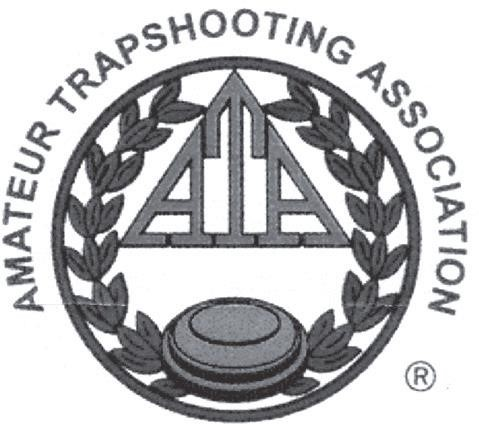 AMATEUR TRAPSHOOTING ASSOCIATION
ATA
®